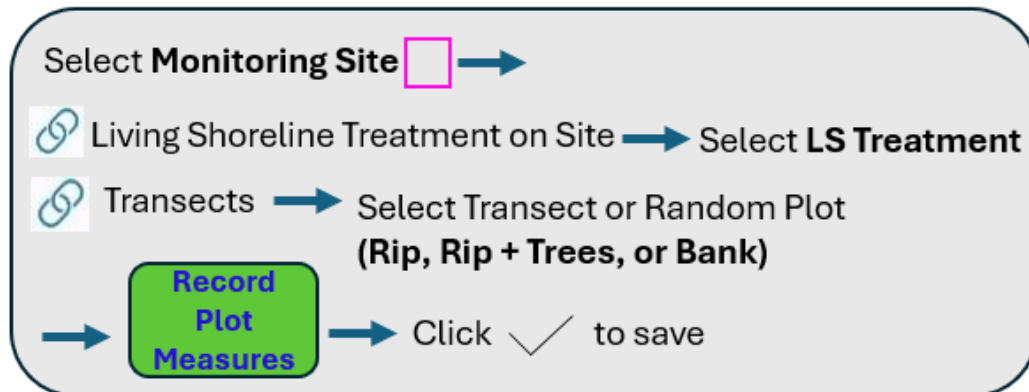 Select Monitoring Site
Living Shoreline Treatment on Site Select LS Treatment
Transects Select Transect or Random Plot
(Rip, Rip + Trees, or Bank)
Record
Plot
Measures
Click to save